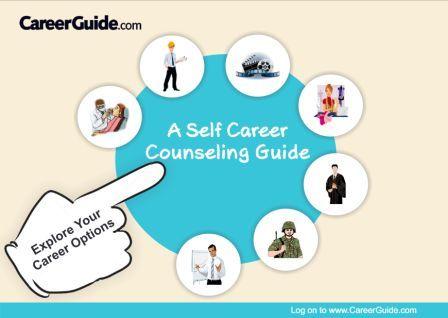 CareerGuide.com
A Self Career
Counseling Guide
Explore Your
Career Options
Log on to www.CareerGuide.com